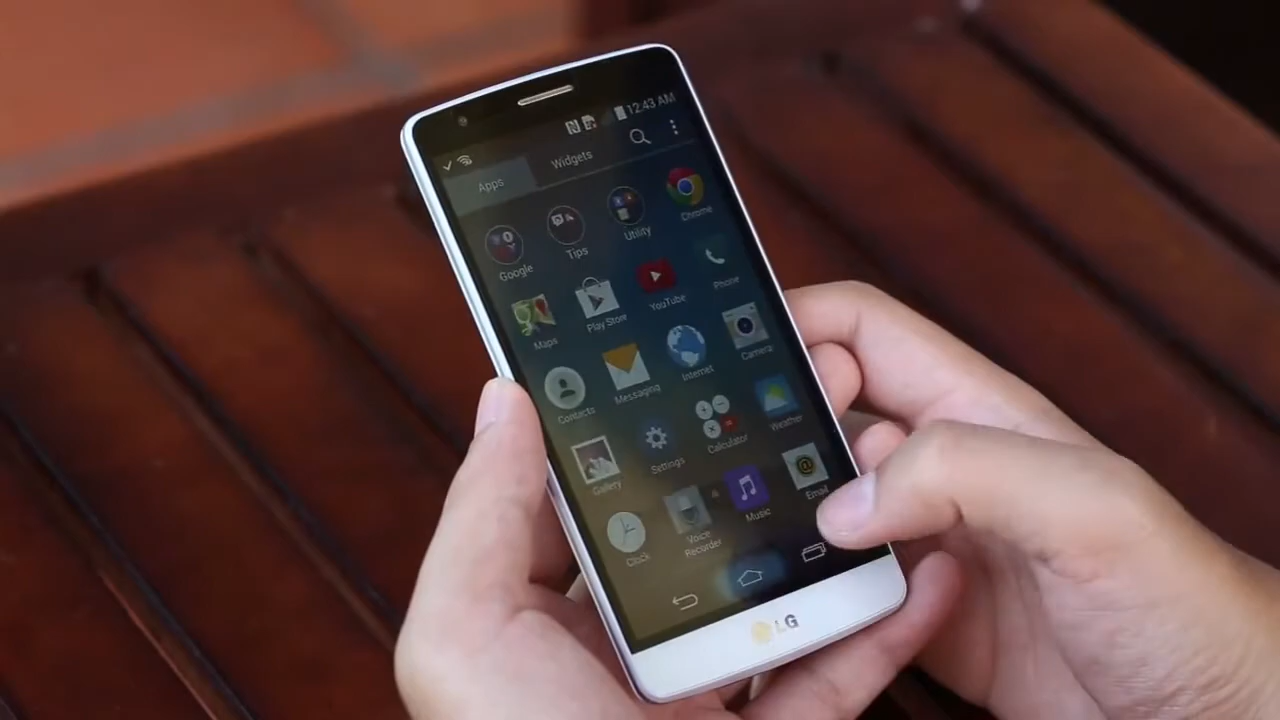 12:43 AM
Apps Widgets
Google Tips Utility Chrome
Maps Play Store YouTube Phone
Contacts Messaging Internet Camera
Gallery Settings Calculator Weather
Clock Voice Recorder Music Email
LG